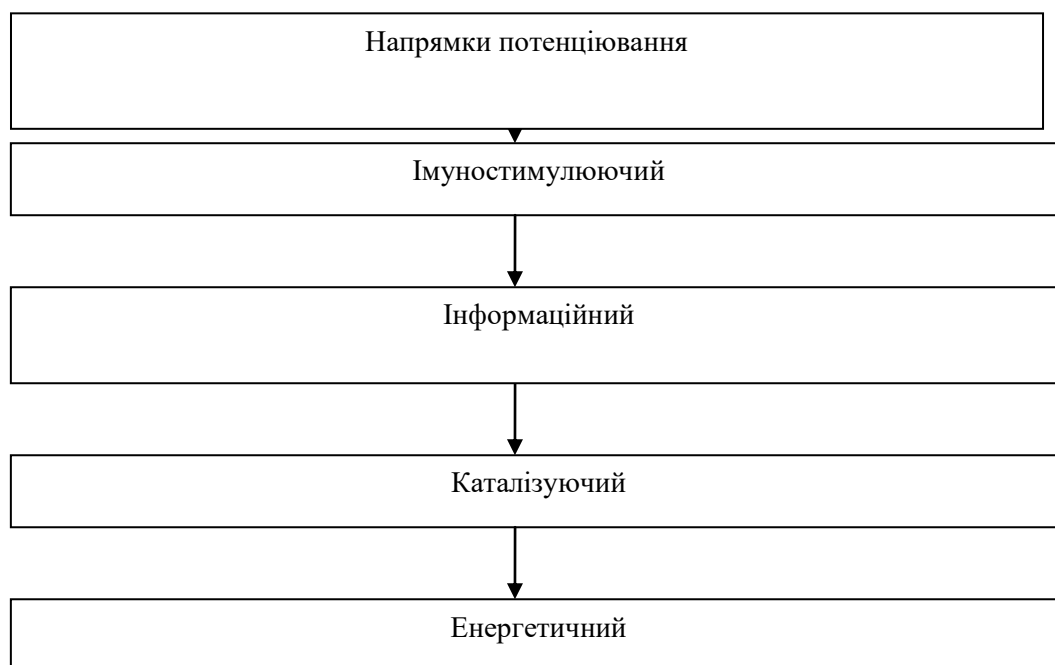 Напрямки потенціювання
Імуностимулюючий
Інформаційний
Каталізуючий
Енергетичний